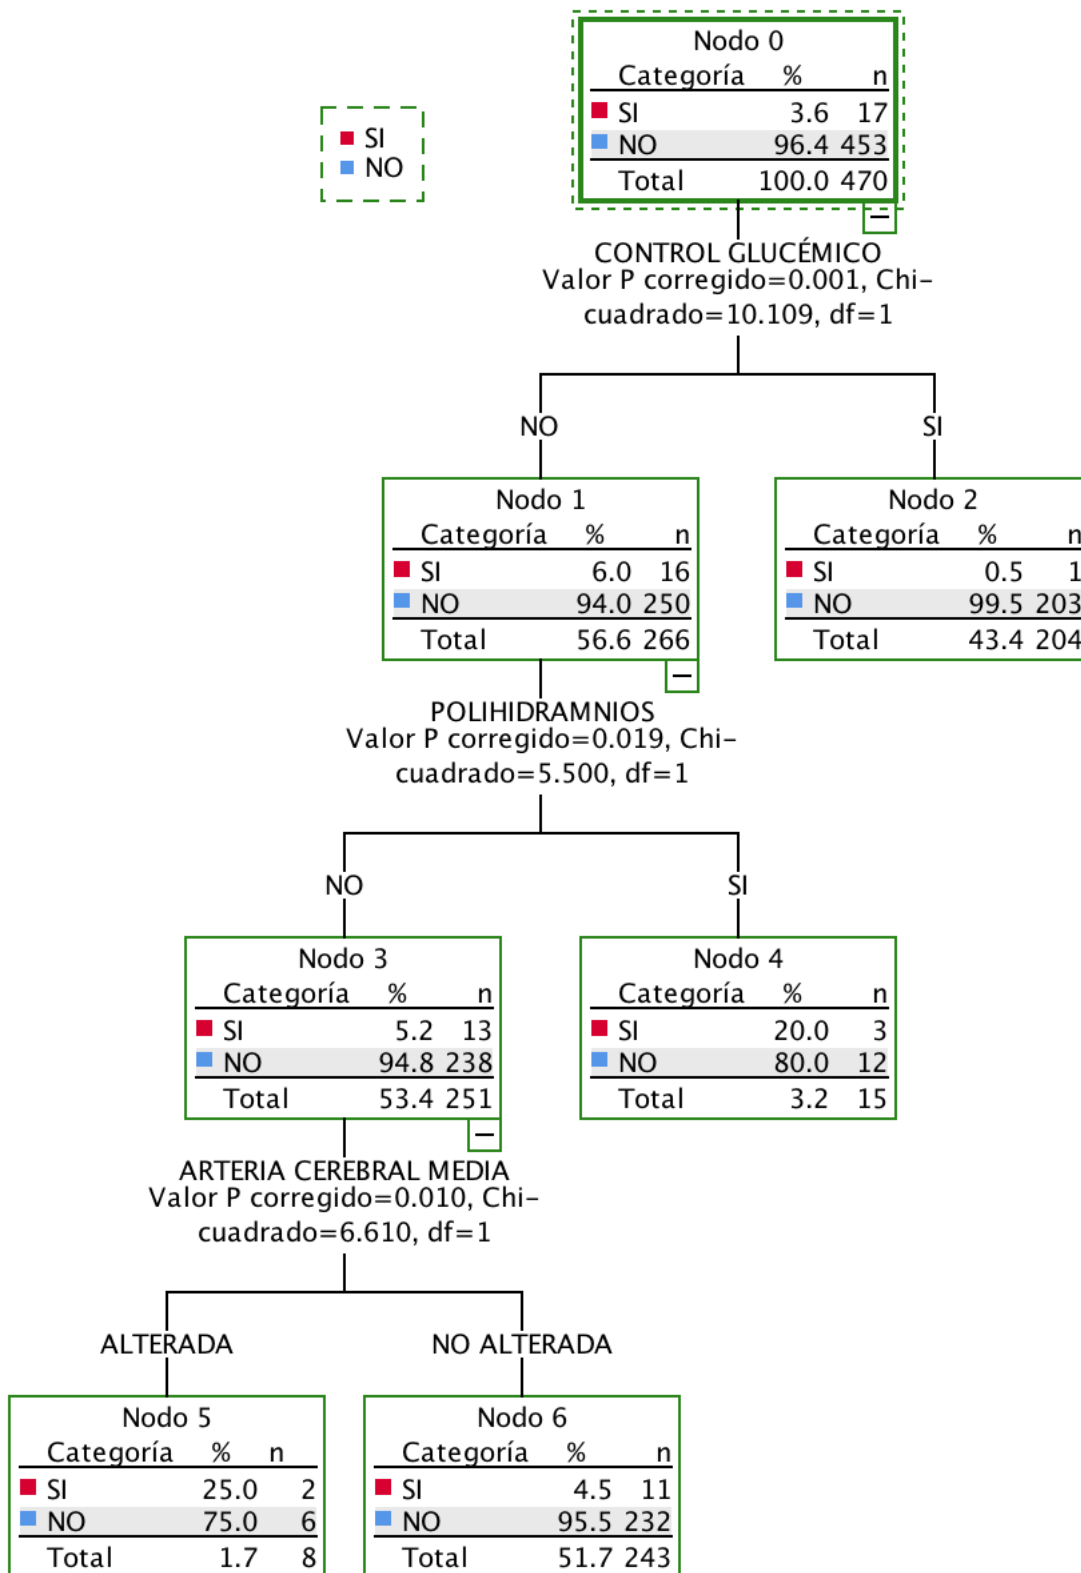 Nodo 0
Categoría % n
SI 3.6 17
NO 96.4 453
Total 100.0 470
SI
NO
CONTROL GLUCÉMICO
Valor P corregido=0.001, Chi-
cuadrado=10.109, df=1
NO
SI
Nodo 1
Categoría % n
SI 6.0 16
NO 94.0 250
Total 56.6 266
Nodo 2
Categoría % n
SI 0.5 1
NO 99.5 203
Total 43.4 204
POLIHIDRAMNIOS
Valor P corregido=0.019, Chi-
cuadrado=5.500, df=1
NO
SI
Nodo 3
Categoría % n
SI 5.2 13
NO 94.8 238
Total 53.4 251
Nodo 4
Categoría % n
SI 20.0 3
NO 80.0 12
Total 3.2 15
ARTERIA CEREBRAL MEDIA
Valor P corregido=0.010, Chi-
cuadrado=6.610, df=1
ALTERADA
NO ALTERADA
Nodo 5
Categoría % n
SI 25.0 2
NO 75.0 6
Total 1.7 8
Nodo 6
Categoría % n
SI 4.5 11
NO 95.5 232
Total 51.7 243